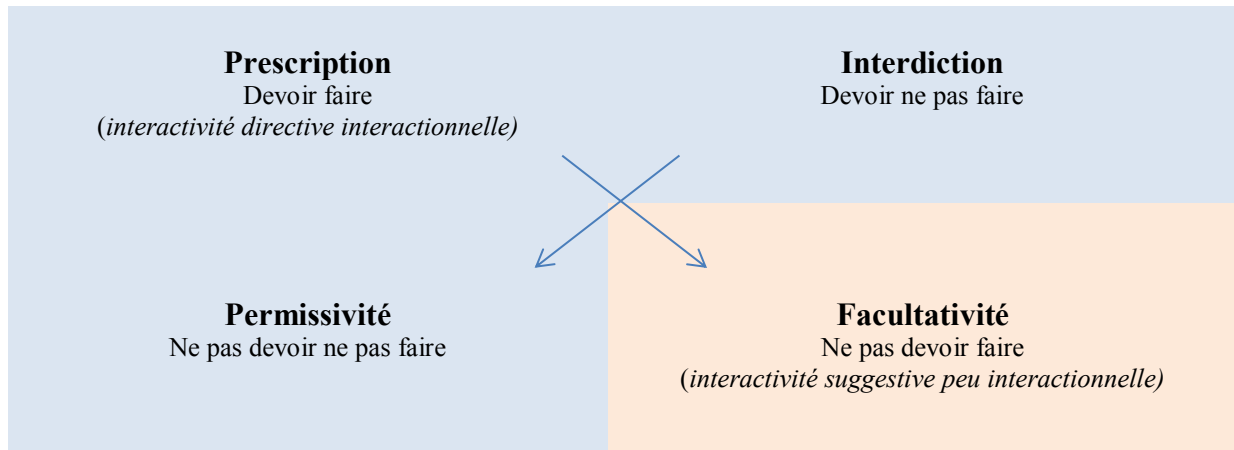 Prescription
Devoir faire
(interactivité directive interactionnelle)
Interdiction
Devoir ne pas faire
Permissivité
Ne pas devoir ne pas faire
Facultativité
Ne pas devoir faire
(interactivité suggestive peu interactionnelle)